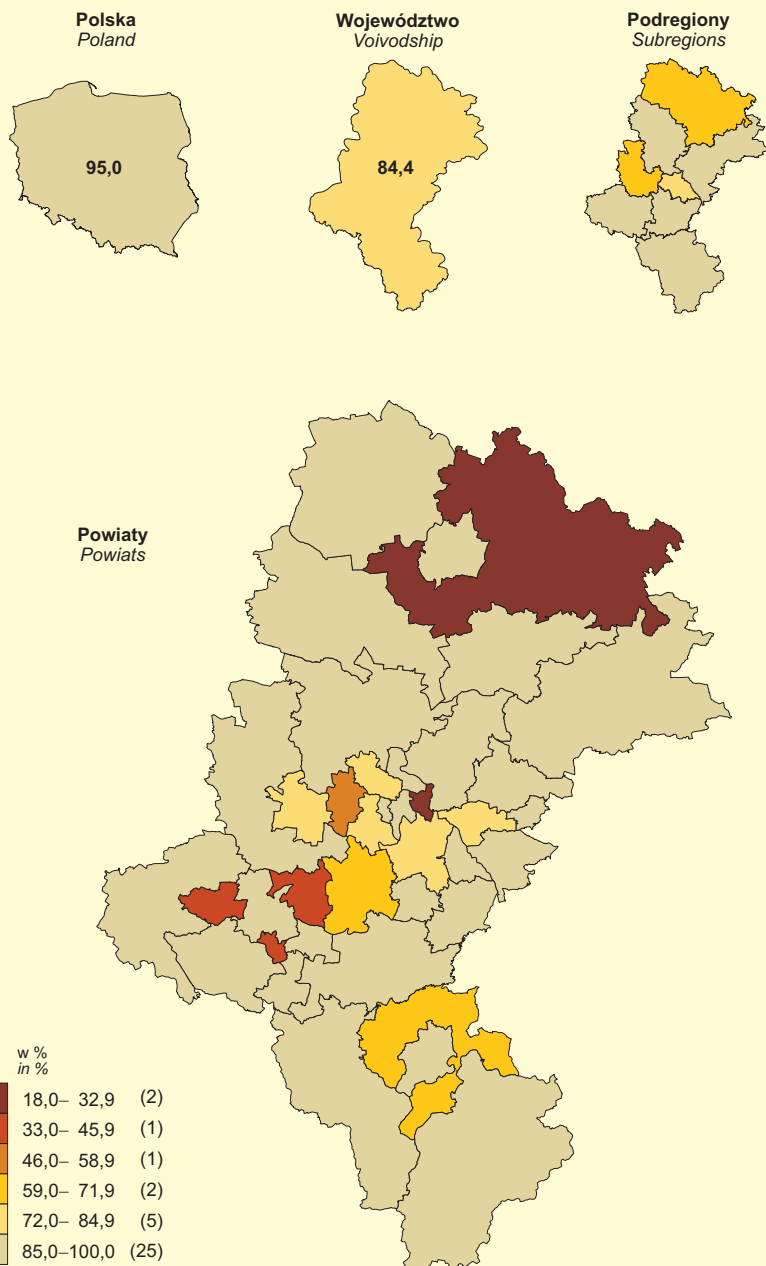 Polska
Poland
Województwo
Voivodship
Podregiony
Subregions
95,0
84,4
Powiaty
Powiats
w %
in %
18,0– 32,9 (2)
33,0– 45,9 (1)
46,0– 58,9 (1)
59,0– 71,9 (2)
72,0– 84,9 (5)
85,0–100,0 (25)